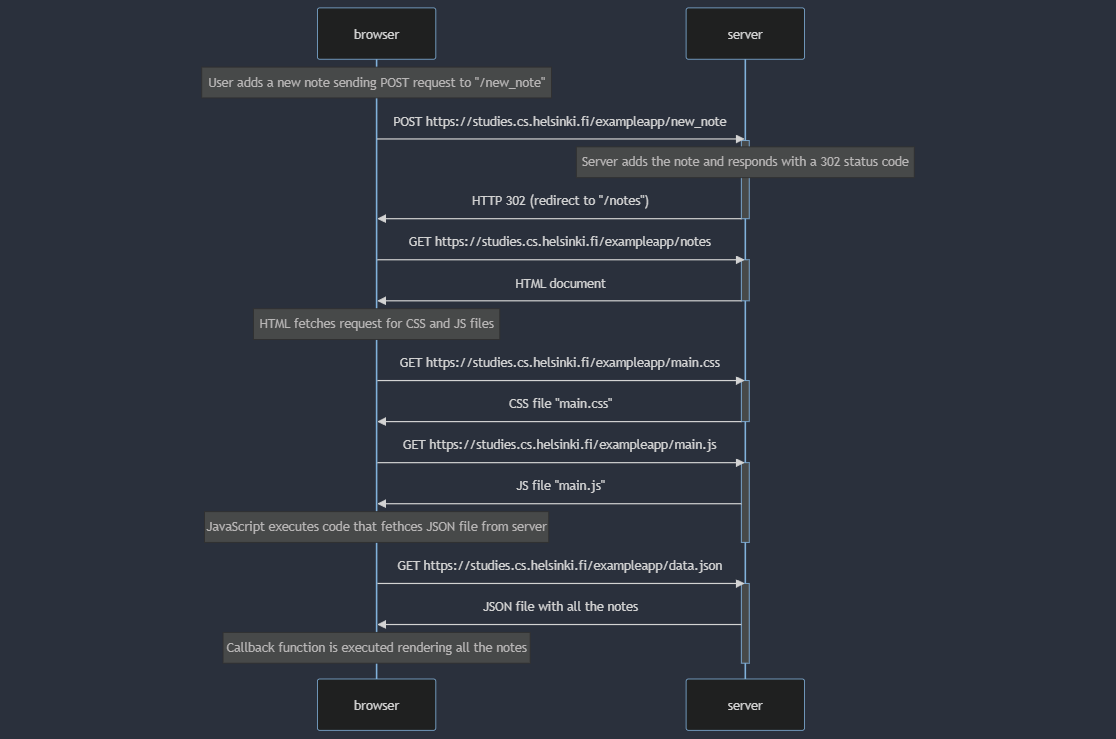 browser
server
User adds a new note sending POST request to "/new_note"
POST https://studies.cs.helsinki.fi/exampleapp/new_note
Server adds the note and responds with a 302 status code
HTTP 302 (redirect to "/notes")
GET https://studies.cs.helsinki.fi/exampleapp/notes
HTML document
HTML fetches request for CSS and JS files
GET https://studies.cs.helsinki.fi/exampleapp/main.css
CSS file "main.css"
GET https://studies.cs.helsinki.fi/exampleapp/main.js
JS file "main.js"
JavaScript executes code that fethces JSON file from server
GET https://studies.cs.helsinki.fi/exampleapp/data.json
JSON file with all the notes
Callback function is executed rendering all the notes
browser
server